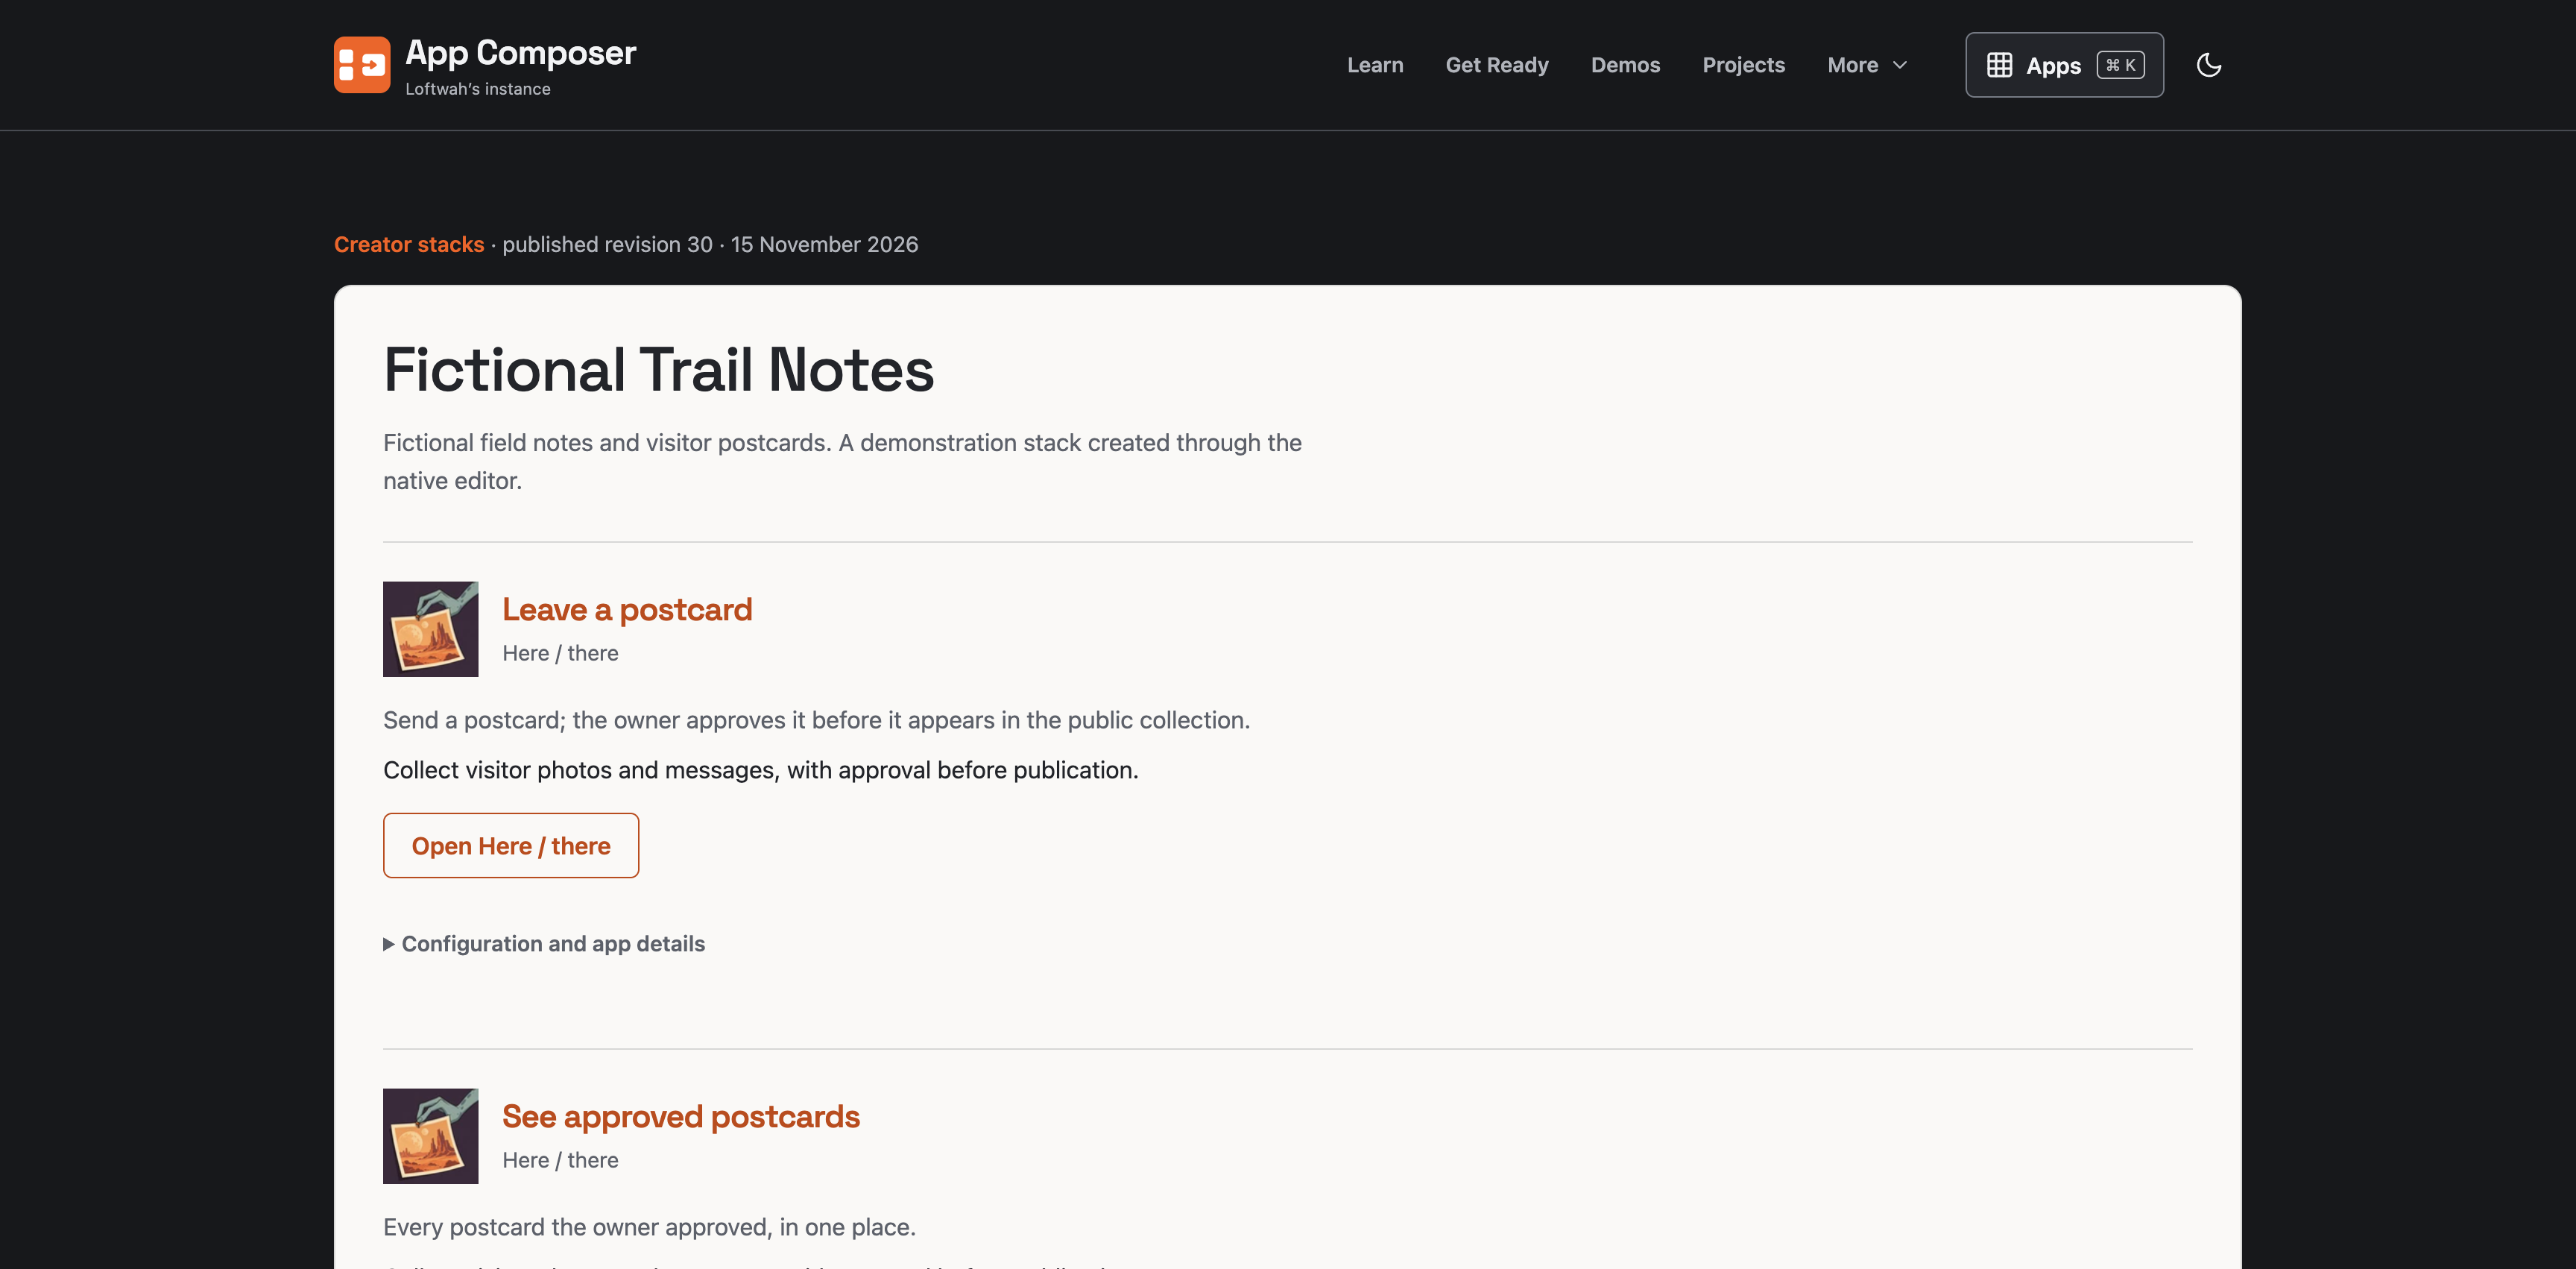 App Composer
Loftwah's instance
Learn
Get Ready
Demos
Projects
More
Apps
⌘ K
Creator stacks · published revision 30 · 15 November 2026
Fictional Trail Notes
Fictional field notes and visitor postcards. A demonstration stack created through the
native editor.
Leave a postcard
Here / there
Send a postcard; the owner approves it before it appears in the public collection.
Collect visitor photos and messages, with approval before publication.
Open Here / there
Configuration and app details
See approved postcards
Here / there
Every postcard the owner approved, in one place.